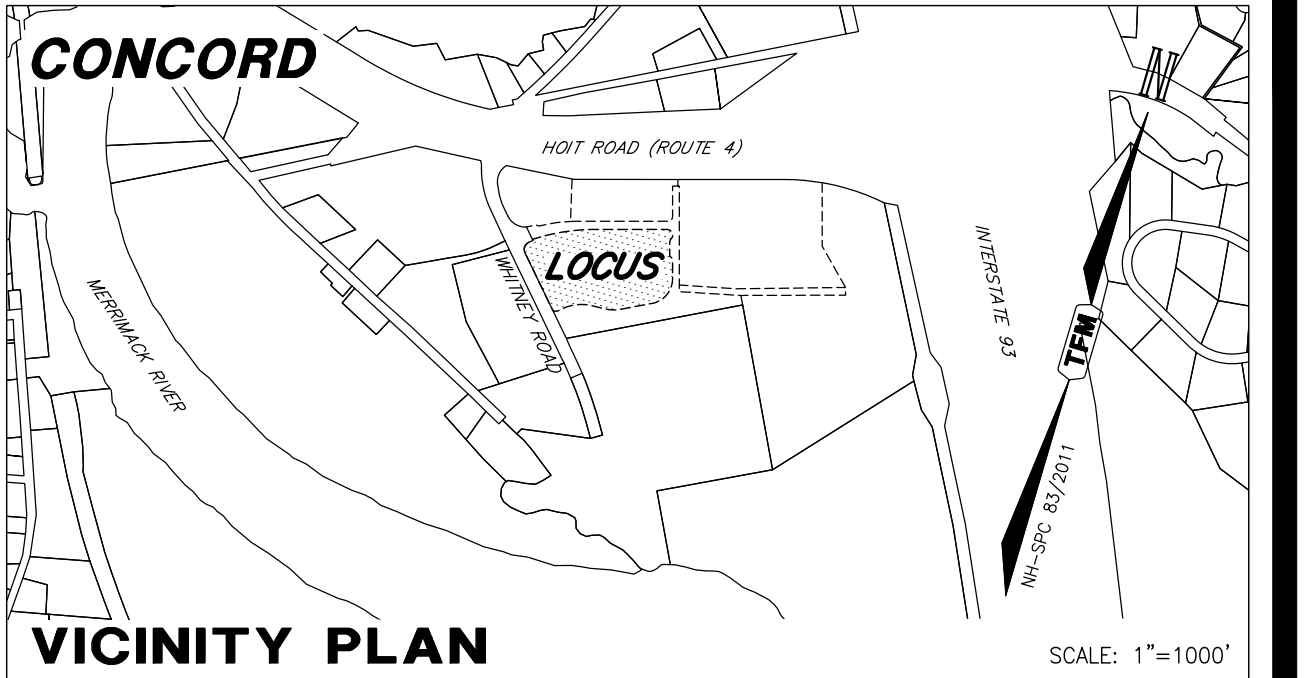 CONCORD
N
HOIT ROAD (ROUTE 4)
LOCUS
WHITNEY ROAD
INTERSTATE 93
MERRIMACK RIVER
TFM
NH-SPC 83/2011
VICINITY PLAN
SCALE: 1"=1000'